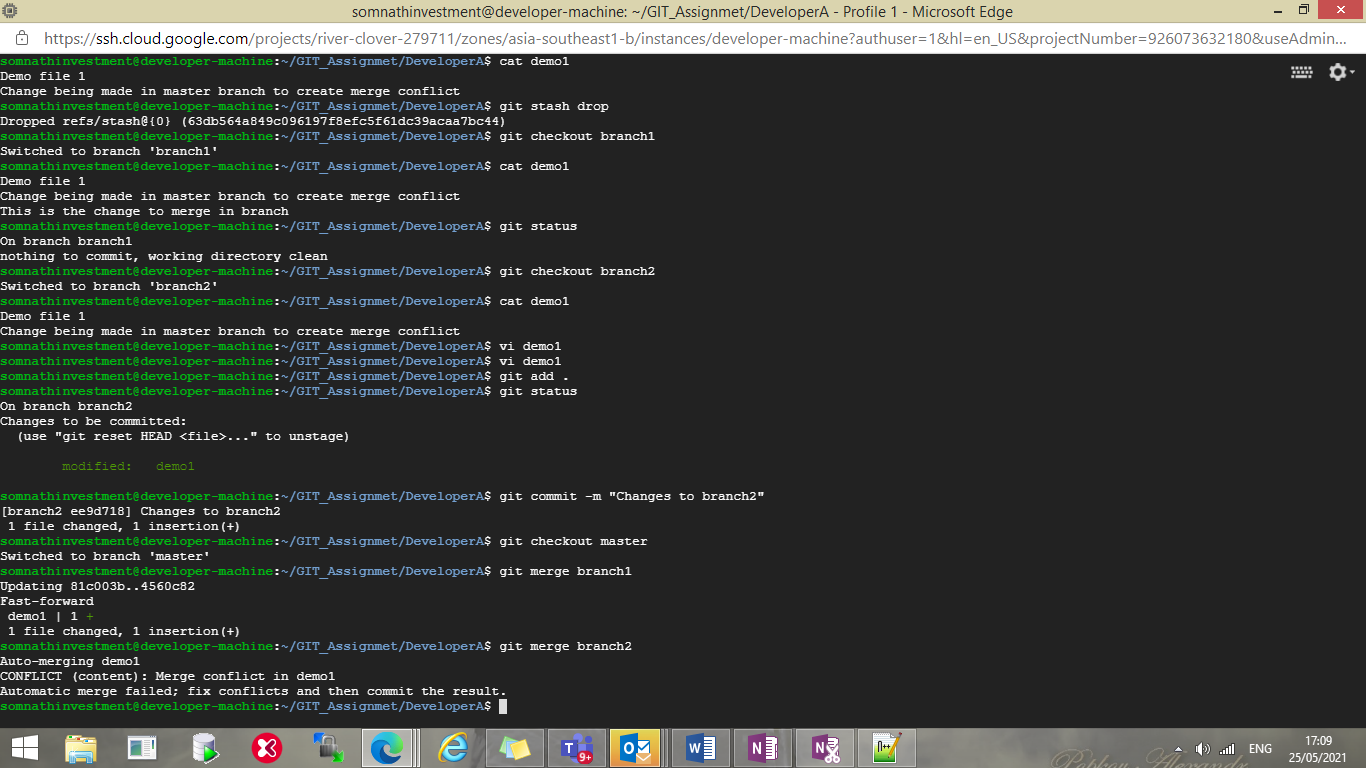 somnathinvestment@developer-machine: ~/GIT_Assignmet/DeveloperA - Profile 1 - Microsoft Edge
https://ssh.cloud.google.com/projects/river-clover-279711/zones/asia-southeast1-b/instances/developer-machine?authuser=1&hl=en_US&projectNumber=926073632180&useAdmin...
somnathinvestment@developer-machine:~/GIT_Assignmet/DeveloperA$ cat demo1
Demo file 1
Change being made in master branch to create merge conflict
somnathinvestment@developer-machine:~/GIT_Assignmet/DeveloperA$ git stash drop
Dropped refs/stash@{0} (63db564a849c096197f8efc5f61dc39acaa7bc44)
somnathinvestment@developer-machine:~/GIT_Assignmet/DeveloperA$ git checkout branch1
Switched to branch 'branch1'
somnathinvestment@developer-machine:~/GIT_Assignmet/DeveloperA$ cat demo1
Demo file 1
Change being made in master branch to create merge conflict
This is the change to merge in branch
somnathinvestment@developer-machine:~/GIT_Assignmet/DeveloperA$ git status
On branch branch1
nothing to commit, working directory clean
somnathinvestment@developer-machine:~/GIT_Assignmet/DeveloperA$ git checkout branch2
Switched to branch 'branch2'
somnathinvestment@developer-machine:~/GIT_Assignmet/DeveloperA$ cat demo1
Demo file 1
Change being made in master branch to create merge conflict
somnathinvestment@developer-machine:~/GIT_Assignmet/DeveloperA$ vi demo1
somnathinvestment@developer-machine:~/GIT_Assignmet/DeveloperA$ vi demo1
somnathinvestment@developer-machine:~/GIT_Assignmet/DeveloperA$ git add .
somnathinvestment@developer-machine:~/GIT_Assignmet/DeveloperA$ git status
On branch branch2
Changes to be committed:
(use "git reset HEAD <file>..." to unstage)
modified: demo1
somnathinvestment@developer-machine:~/GIT_Assignmet/DeveloperA$ git commit -m "Changes to branch2"
[branch2 ee9d718] Changes to branch2
1 file changed, 1 insertion(+)
somnathinvestment@developer-machine:~/GIT_Assignmet/DeveloperA$ git checkout master
Switched to branch 'master'
somnathinvestment@developer-machine:~/GIT_Assignmet/DeveloperA$ git merge branch1
Updating 81c003b..4560c82
Fast-forward
demo1 | 1 +
1 file changed, 1 insertion(+)
somnathinvestment@developer-machine:~/GIT_Assignmet/DeveloperA$ git merge branch2
Auto-merging demo1
CONFLICT (content): Merge conflict in demo1
Automatic merge failed; fix conflicts and then commit the result.
somnathinvestment@developer-machine:~/GIT_Assignmet/DeveloperA$
9+
ENG
17:09
25/05/2021